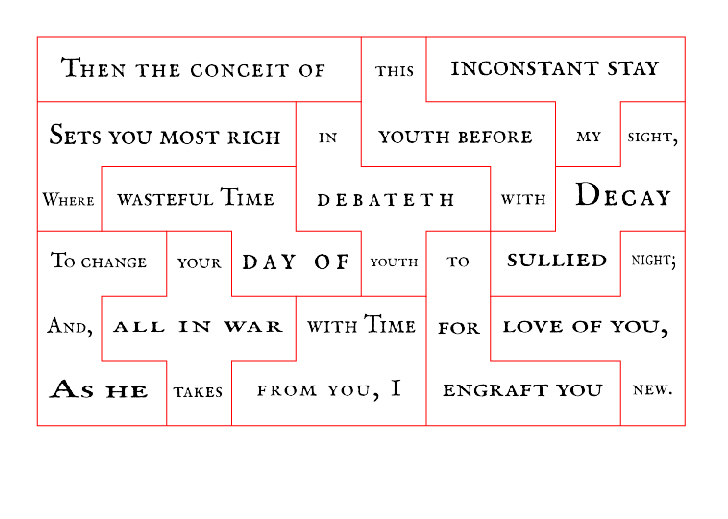 Then the conceit of this inconstant stay
Sets you most rich in youth before my sight,
Where wasteful Time debateth with Decay
To change your day of youth to sullied night;
And, all in war with Time for love of you,
As he takes from you, I engraft you new.